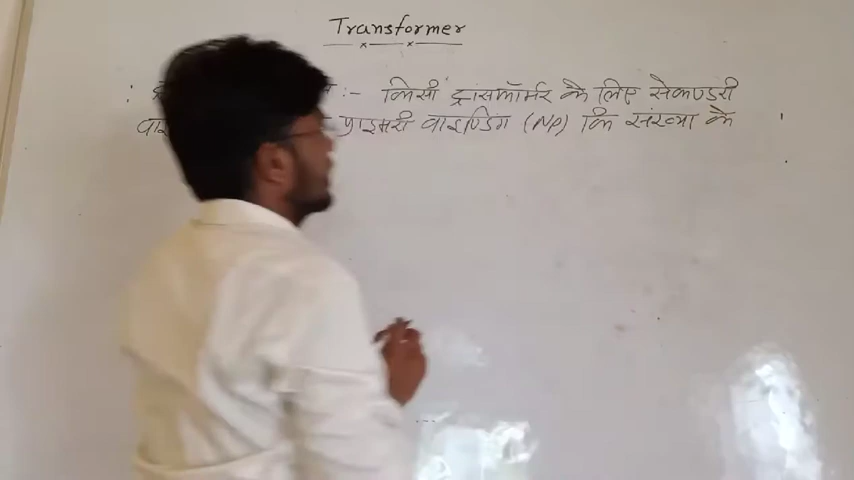 Transformer
:- किसी ट्रांसफॉर्मर के लिए सेकण्डरी
प्राइमरी वाइण्डिंग (Np) कि संख्या के